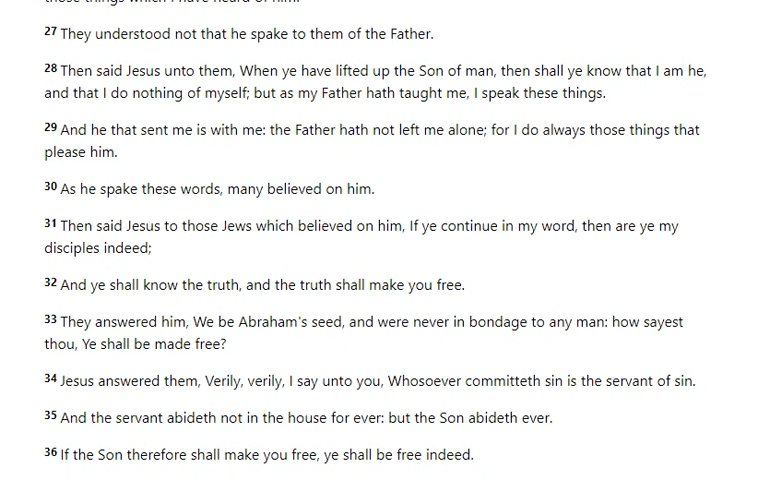 those things which I have heard of him.
27 They understood not that he spake to them of the Father.
28 Then said Jesus unto them, When ye have lifted up the Son of man, then shall ye know that I am he,
and that I do nothing of myself; but as my Father hath taught me, I speak these things.
29 And he that sent me is with me: the Father hath not left me alone; for I do always those things that
please him.
30 As he spake these words, many believed on him.
31 Then said Jesus to those Jews which believed on him, If ye continue in my word, then are ye my
disciples indeed;
32 And ye shall know the truth, and the truth shall make you free.
33 They answered him, We be Abraham's seed, and were never in bondage to any man: how sayest
thou, Ye shall be made free?
34 Jesus answered them, Verily, verily, I say unto you, Whosoever committeth sin is the servant of sin.
35 And the servant abideth not in the house for ever: but the Son abideth ever.
36 If the Son therefore shall make you free, ye shall be free indeed.